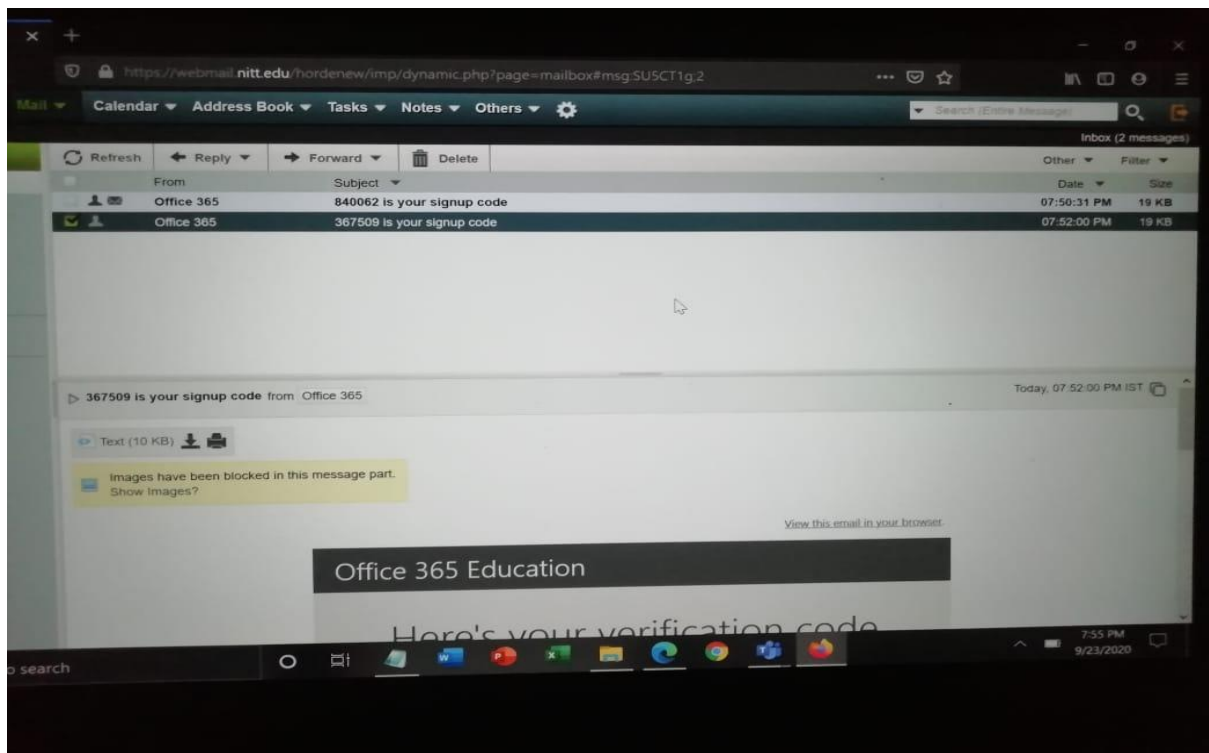 https://webmail.nitt.edu/hordenew/imp/dynamic.php?page=mailbox#msg:SU5CT1g;2
Mail Calendar Address Book Tasks Notes Others Search (Entire Message)
Inbox (2 messages)
Refresh Reply Forward Delete Other Filter
From Subject Date Size
Office 365 840062 is your signup code 07:50:31 PM 19 KB
Office 365 367509 is your signup code 07:52:00 PM 19 KB
367509 is your signup code from Office 365 Today, 07:52:00 PM IST
Text (10 KB)
Images have been blocked in this message part.
Show Images?
View this email in your browser.
Office 365 Education
Here's your verification code
search 7:55 PM
9/23/2020